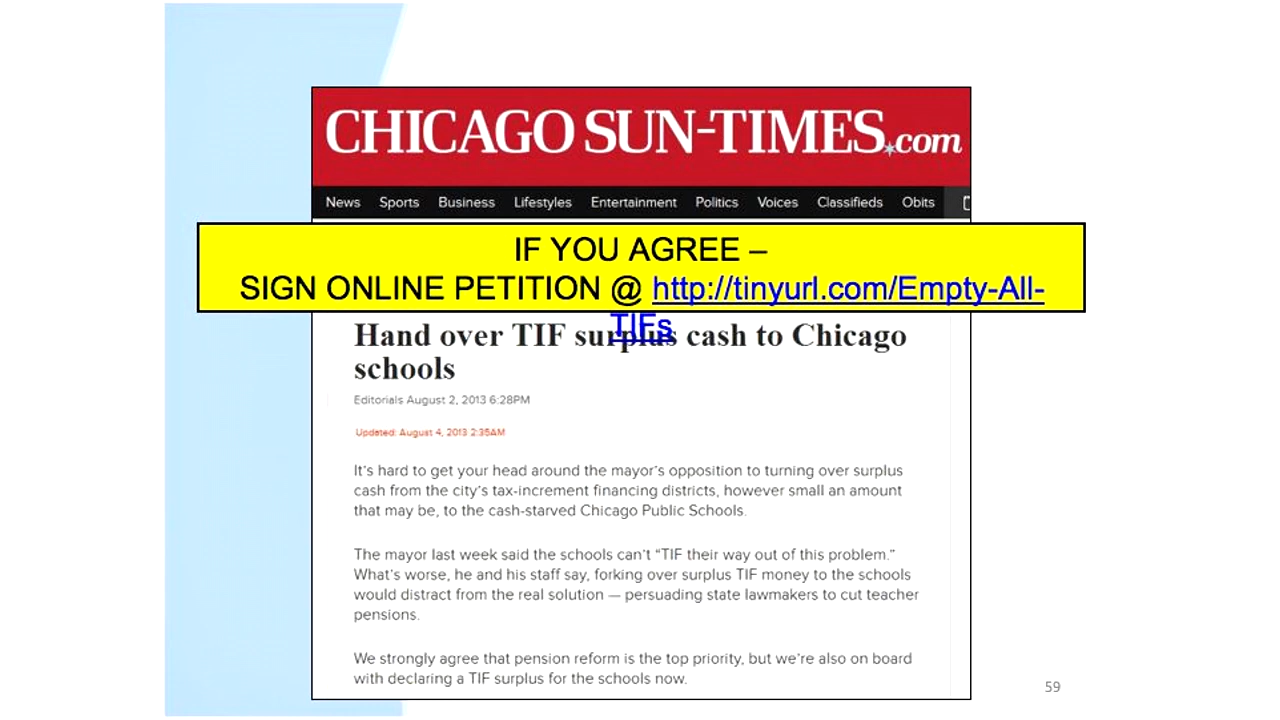 CHICAGO SUN-TIMES.com
News Sports Business Lifestyles Entertainment Politics Voices Classifieds Obits
IF YOU AGREE –
SIGN ONLINE PETITION @ http://tinyurl.com/Empty-All-
TIFs
Hand over TIF surplus cash to Chicago
schools
Editorials August 2, 2013 6:28PM
Updated: August 4, 2013 2:35AM
It's hard to get your head around the mayor's opposition to turning over surplus
cash from the city's tax-increment financing districts, however small an amount
that may be, to the cash-starved Chicago Public Schools.
The mayor last week said the schools can't “TIF their way out of this problem.”
What's worse, he and his staff say, forking over surplus TIF money to the schools
would distract from the real solution — persuading state lawmakers to cut teacher
pensions.
We strongly agree that pension reform is the top priority, but we're also on board
with declaring a TIF surplus for the schools now.
59